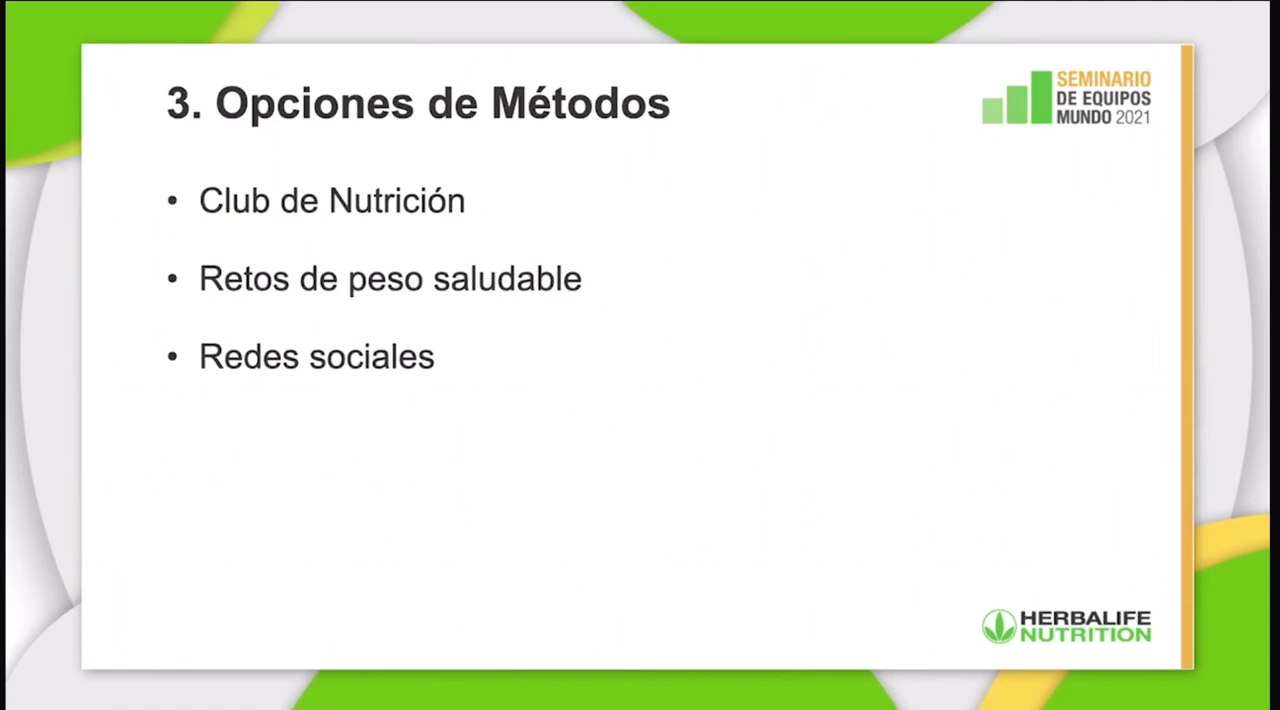 3. Opciones de Métodos
SEMINARIO
DE EQUIPOS
MUNDO 2021
• Club de Nutrición
• Retos de peso saludable
• Redes sociales
HERBALIFE
NUTRITION